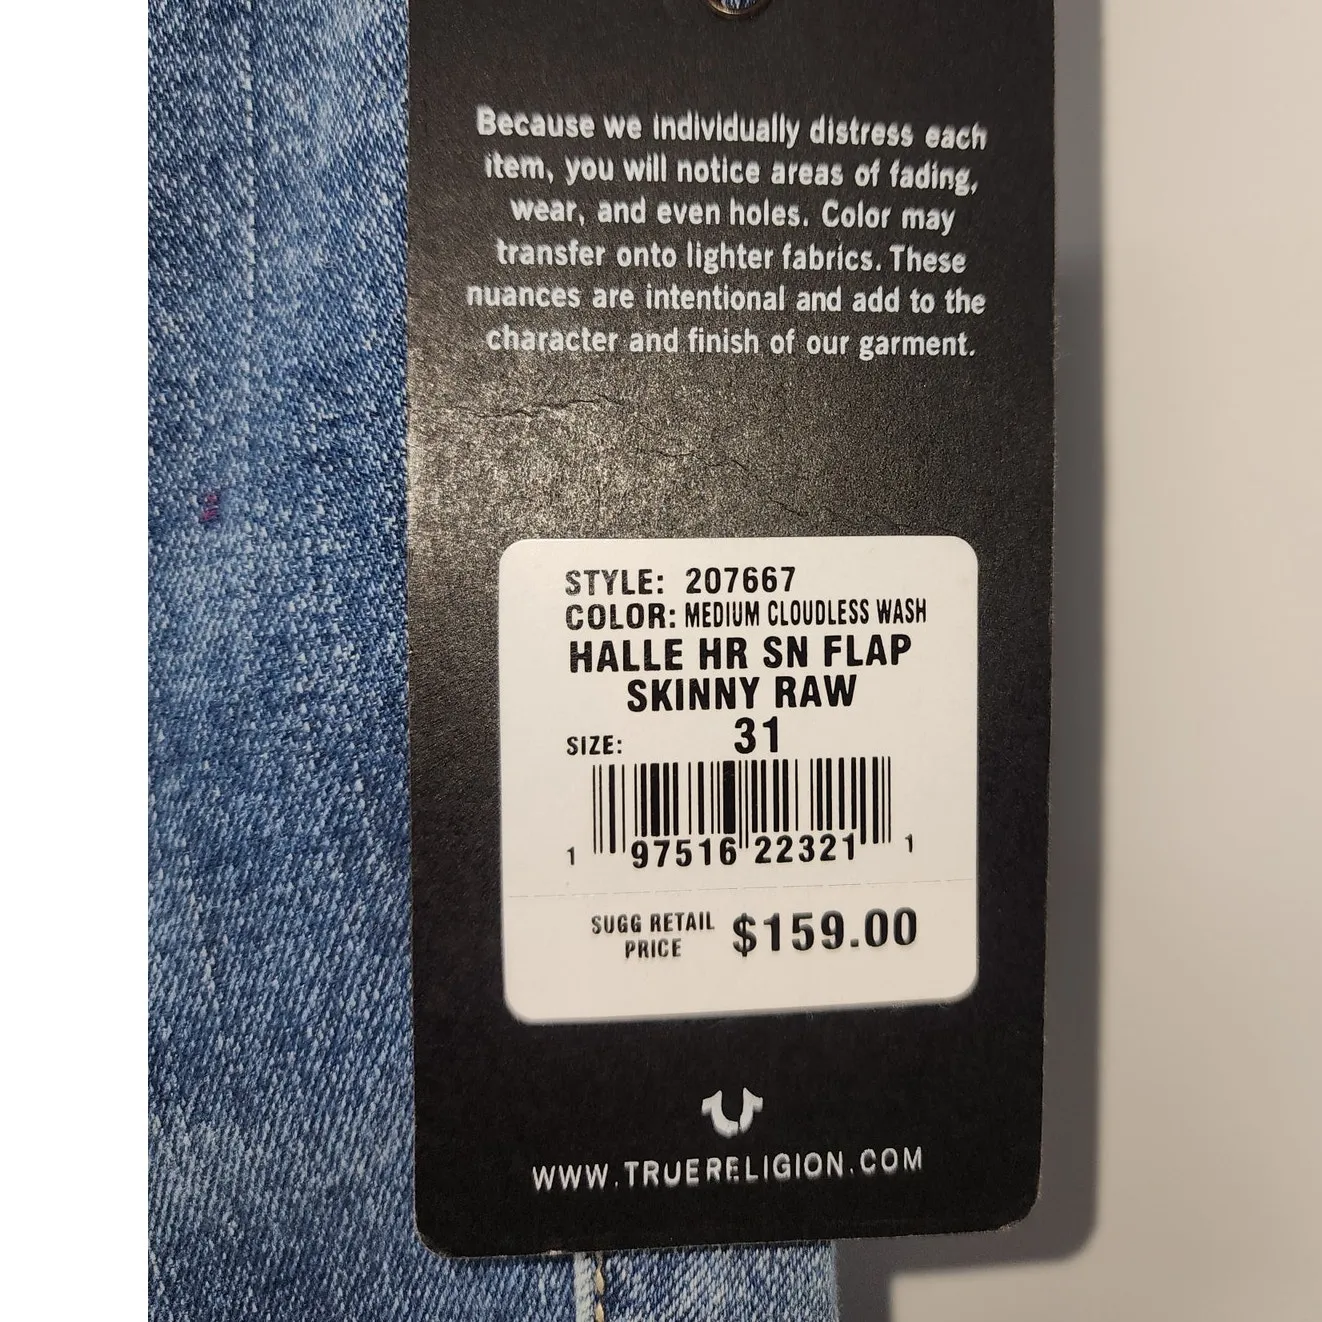 Because we individually distress each
item, you will notice areas of fading,
wear, and even holes. Color may
transfer onto lighter fabrics. These
nuances are intentional and add to the
character and finish of our garment.
STYLE: 207667
COLOR: MEDIUM CLOUDLESS WASH
HALLE HR SN FLAP
SKINNY RAW
SIZE: 31
1 97516 22321 1
SUGG RETAIL
PRICE $159.00
WWW.TRUERELIGION.COM